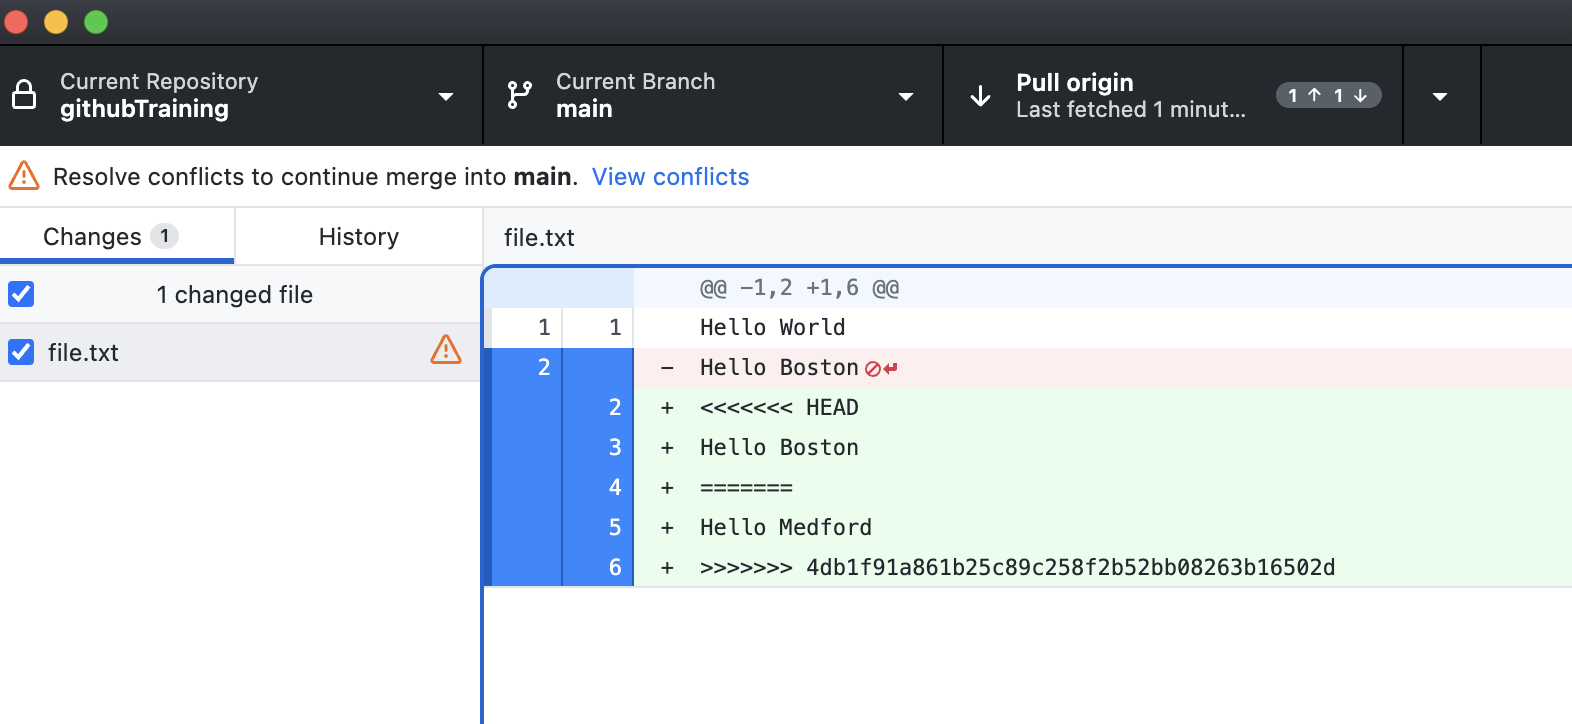 Current Repository
githubTraining
Current Branch
main
Pull origin
Last fetched 1 minut...
1 ↑ 1 ↓
Resolve conflicts to continue merge into main. View conflicts
Changes 1
History
file.txt
1 changed file
file.txt
@@ -1,2 +1,6 @@
1 1 Hello World
2 - Hello Boston
2 + <<<<<<< HEAD
3 + Hello Boston
4 + =======
5 + Hello Medford
6 + >>>>>>> 4db1f91a861b25c89c258f2b52bb08263b16502d